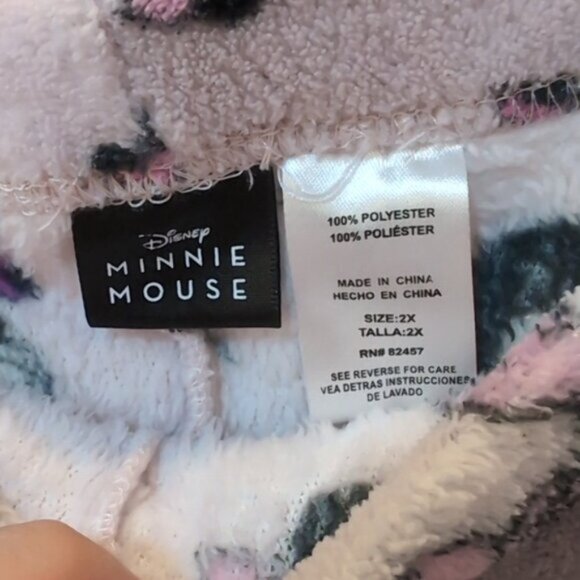 Disney
MINNIE
MOUSE
100% POLYESTER
100% POLIÉSTER
MADE IN CHINA
HECHO EN CHINA
SIZE:2X
TALLA:2X
RN# 82457
SEE REVERSE FOR CARE
VEA DETRAS INSTRUCCIONES
DE LAVADO